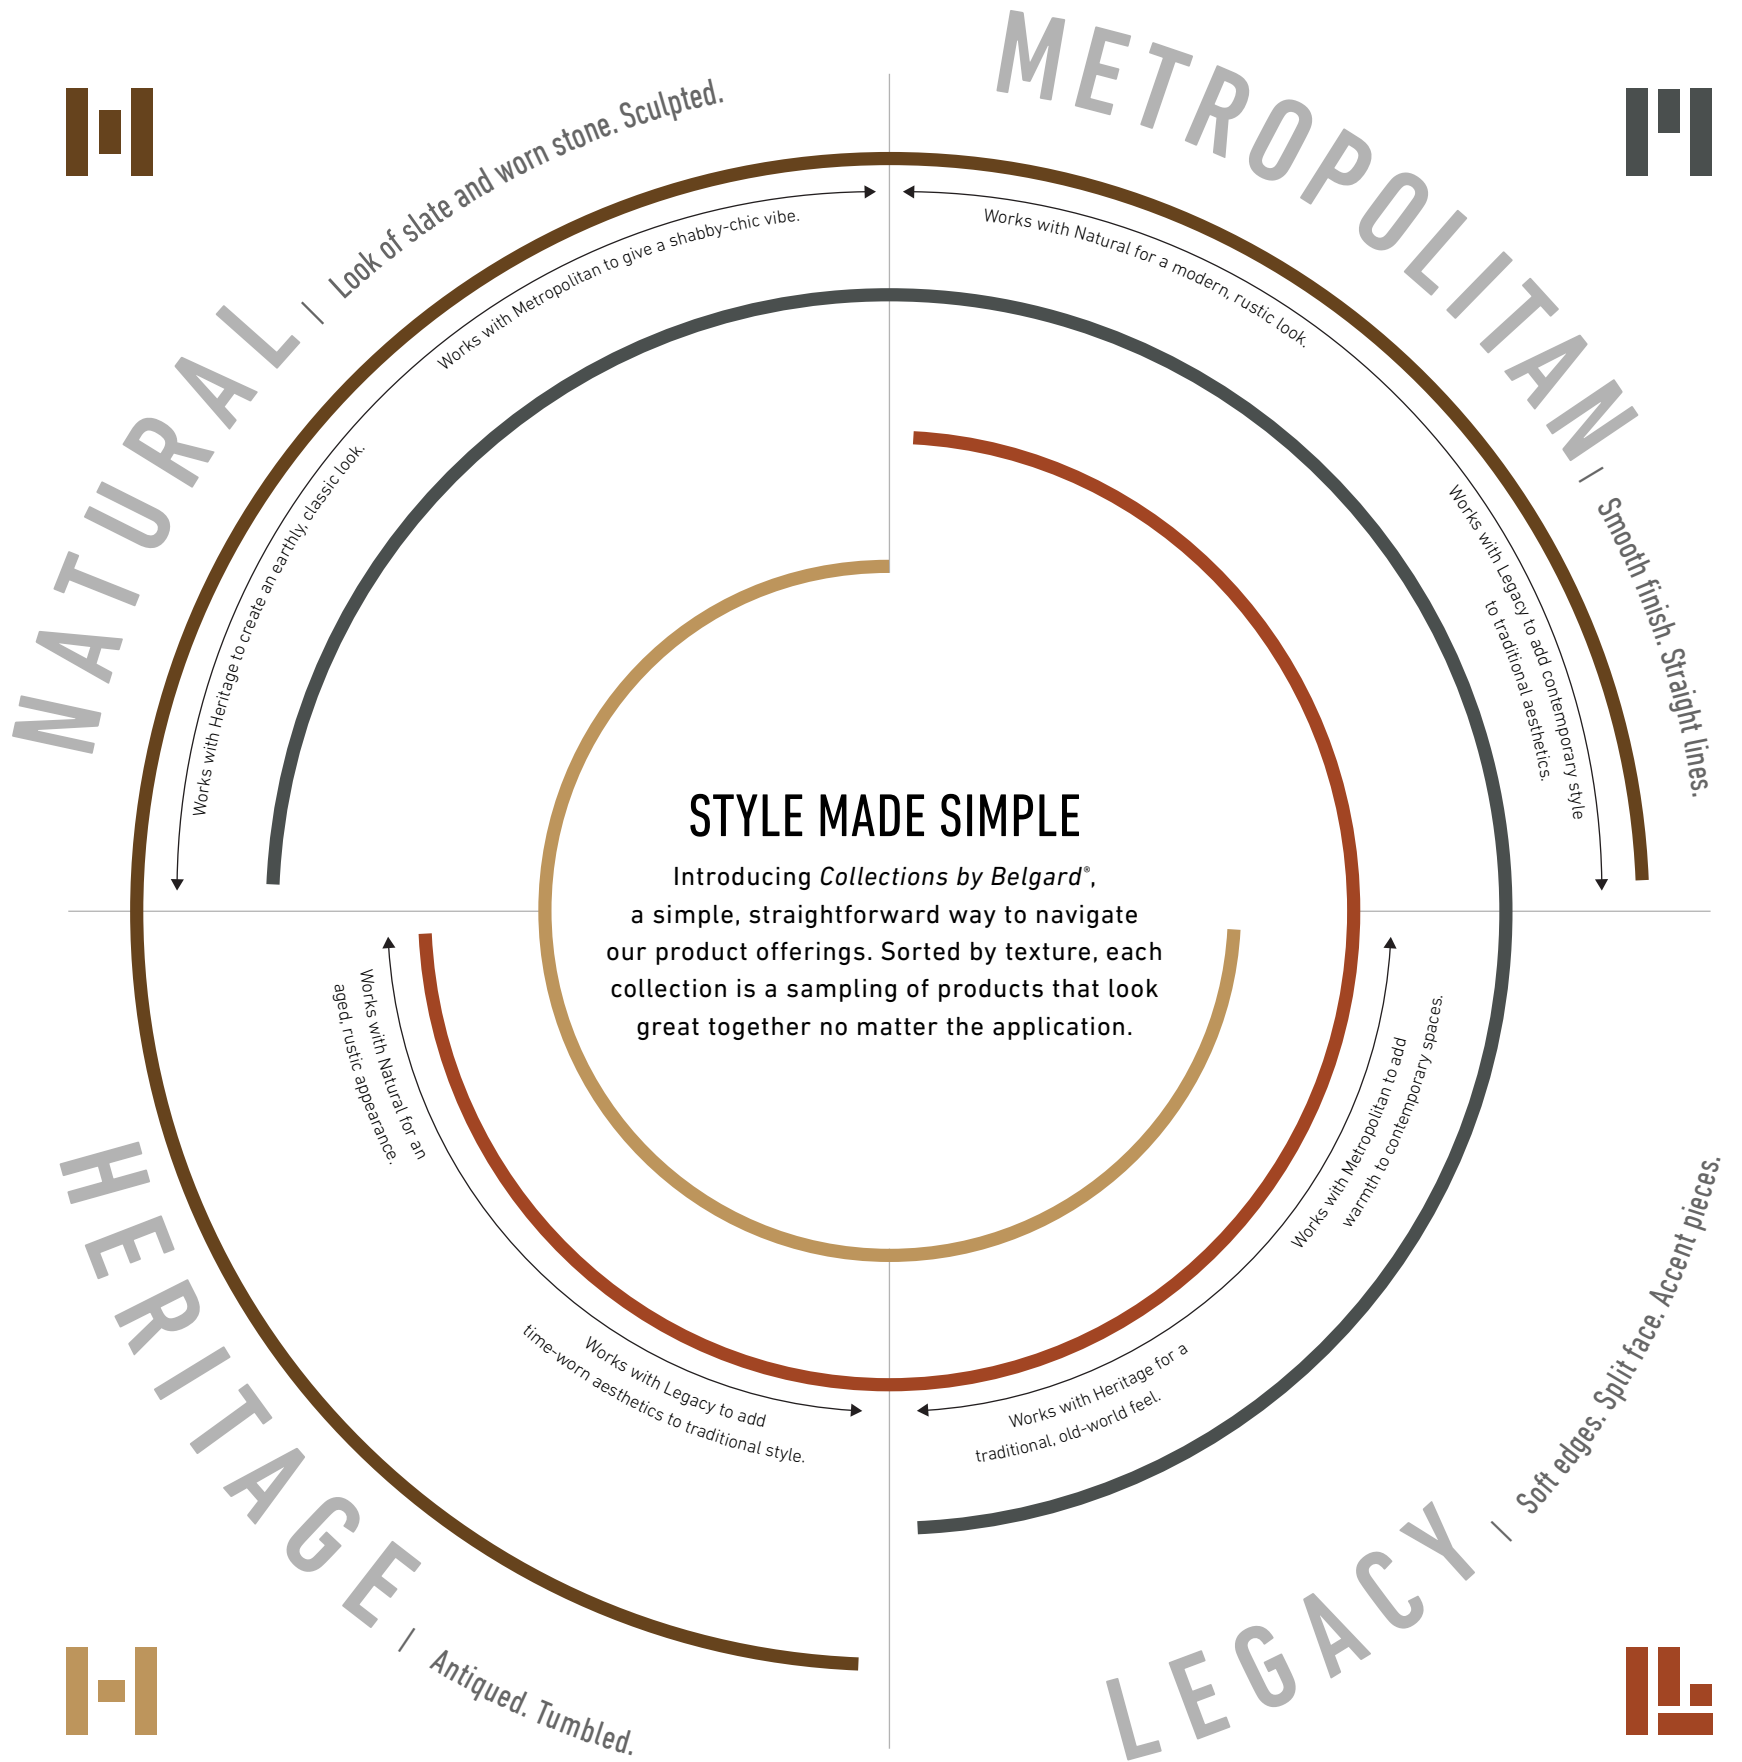 NATURAL | Look of slate and worn stone. Sculpted.
Works with Heritage to create an earthly, classic look.
Works with Metropolitan to give a shabby-chic vibe.
METROPOLITAN | Smooth finish. Straight lines.
Works with Natural for a modern, rustic look.
Works with Legacy to add contemporary style
to traditional aesthetics.
STYLE MADE SIMPLE
Introducing Collections by Belgard®,
a simple, straightforward way to navigate
our product offerings. Sorted by texture, each
collection is a sampling of products that look
great together no matter the application.
HERITAGE | Antiqued. Tumbled.
Works with Natural for an
aged, rustic appearance.
Works with Legacy to add
time-worn aesthetics to traditional style.
LEGACY | Soft edges. Split face. Accent pieces.
Works with Heritage for a
traditional, old-world feel.
Works with Metropolitan to add
warmth to contemporary spaces.